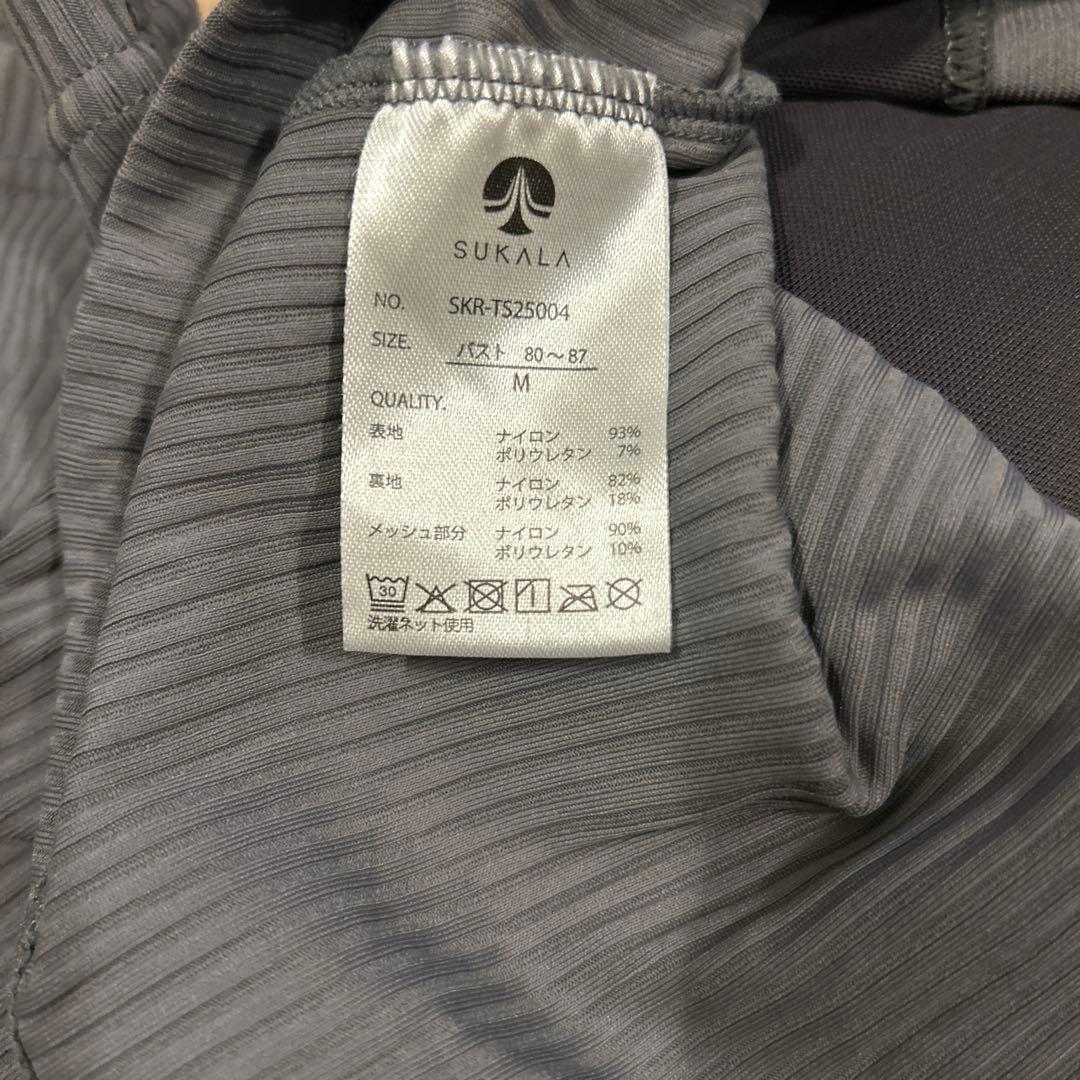 SUKALA
NO. SKR-TS25004
SIZE. バスト 80〜87
M
QUALITY.
表地 ナイロン 93%
ポリウレタン 7%
裏地 ナイロン 82%
ポリウレタン 18%
メッシュ部分 ナイロン 90%
ポリウレタン 10%
30
洗濯ネット使用